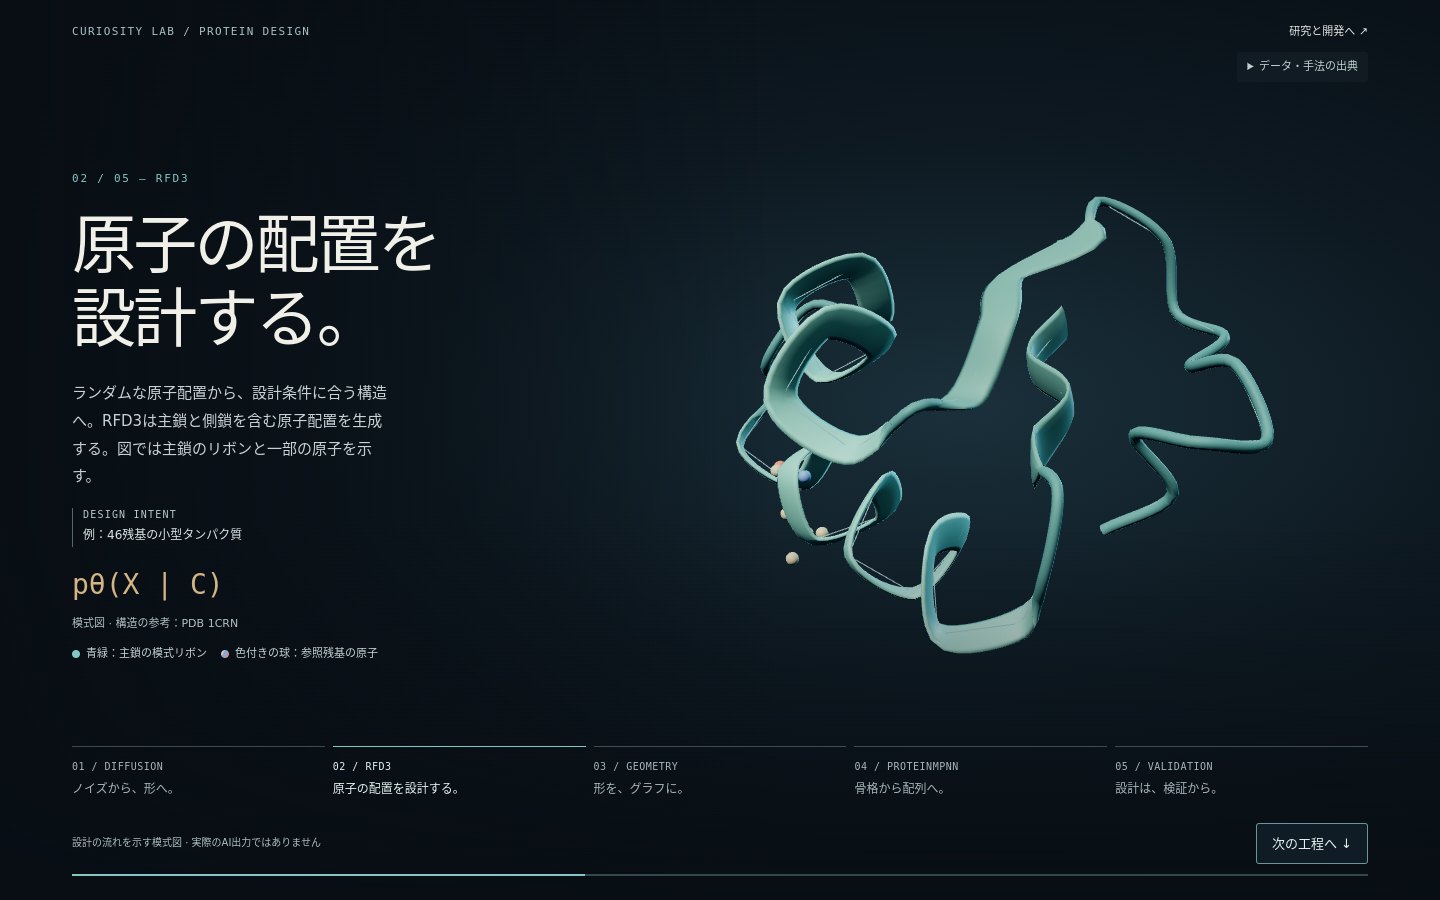 CURIOSITY LAB / PROTEIN DESIGN
研究と開発へ ↗
▶ データ・手法の出典
02 / 05 — RFD3
原子の配置を
設計する。
ランダムな原子配置から、設計条件に合う構造
へ。RFD3は主鎖と側鎖を含む原子配置を生成
する。図では主鎖のリボンと一部の原子を示
す。
DESIGN INTENT
例：46残基の小型タンパク質
pθ(X | C)
模式図 · 構造の参考：PDB 1CRN
青緑：主鎖の模式リボン 色付きの球：参照残基の原子
01 / DIFFUSION
ノイズから、形へ。
02 / RFD3
原子の配置を設計する。
03 / GEOMETRY
形を、グラフに。
04 / PROTEINMPNN
骨格から配列へ。
05 / VALIDATION
設計は、検証から。
設計の流れを示す模式図 · 実際のAI出力ではありません
次の工程へ ↓